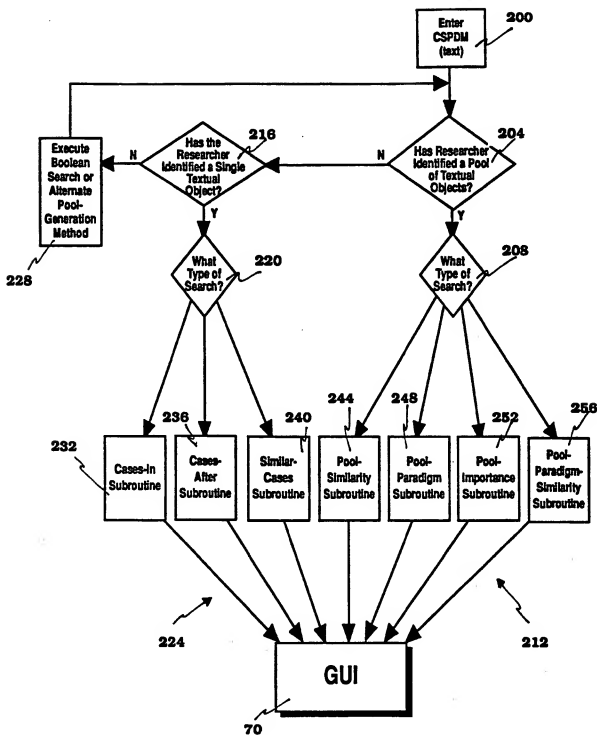 Enter
CSPDM
(text)
200
Has Researcher
Identified a Pool
of Textual
Objects?
204
N
Y
Has the
Researcher
Identified a Single
Textual
Object?
216
N
Y
Execute
Boolean
Search or
Alternate
Pool-
Generation
Method
228
What
Type of
Search?
220
What
Type of
Search?
208
232
Cases-In
Subroutine
236
Cases-
After
Subroutine
240
Similar-
Cases
Subroutine
244
Pool-
Similarity
Subroutine
248
Pool-
Paradigm
Subroutine
252
Pool-
Importance
Subroutine
256
Pool-
Paradigm-
Similarity
Subroutine
224
212
GUI
70